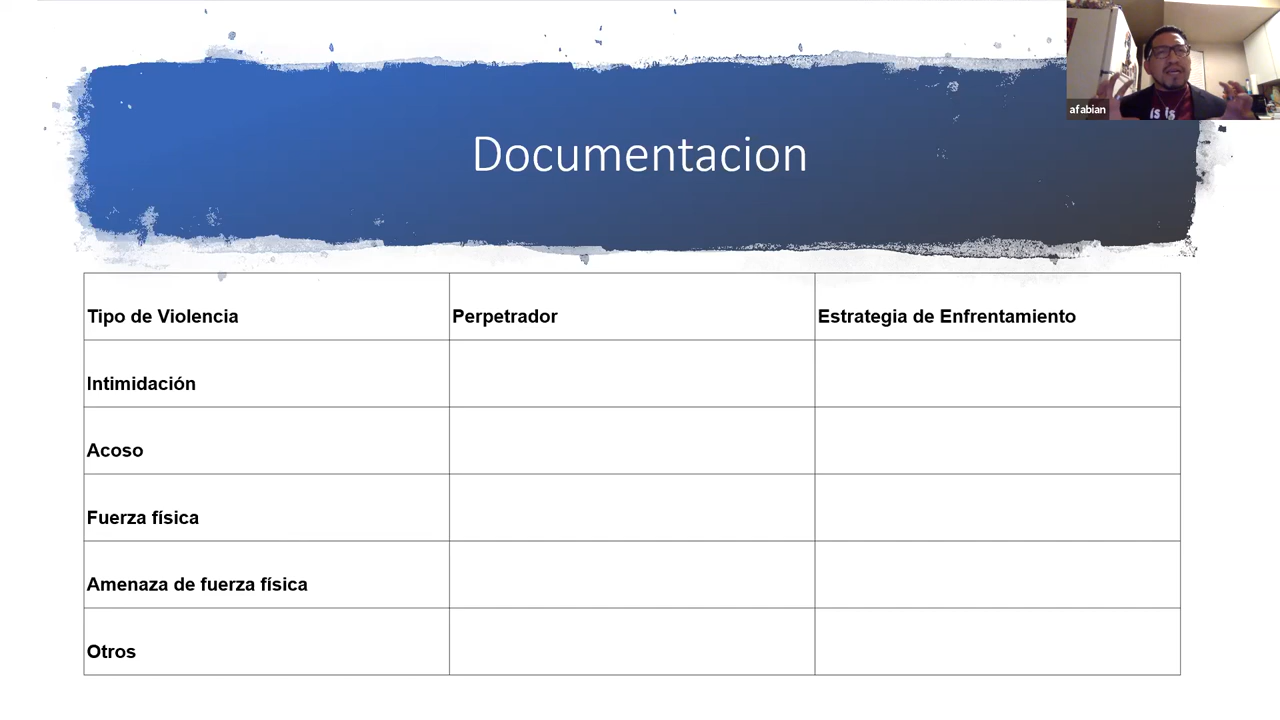 Documentacion
afabian
Tipo de Violencia
Perpetrador
Estrategia de Enfrentamiento
Intimidación
Acoso
Fuerza física
Amenaza de fuerza física
Otros